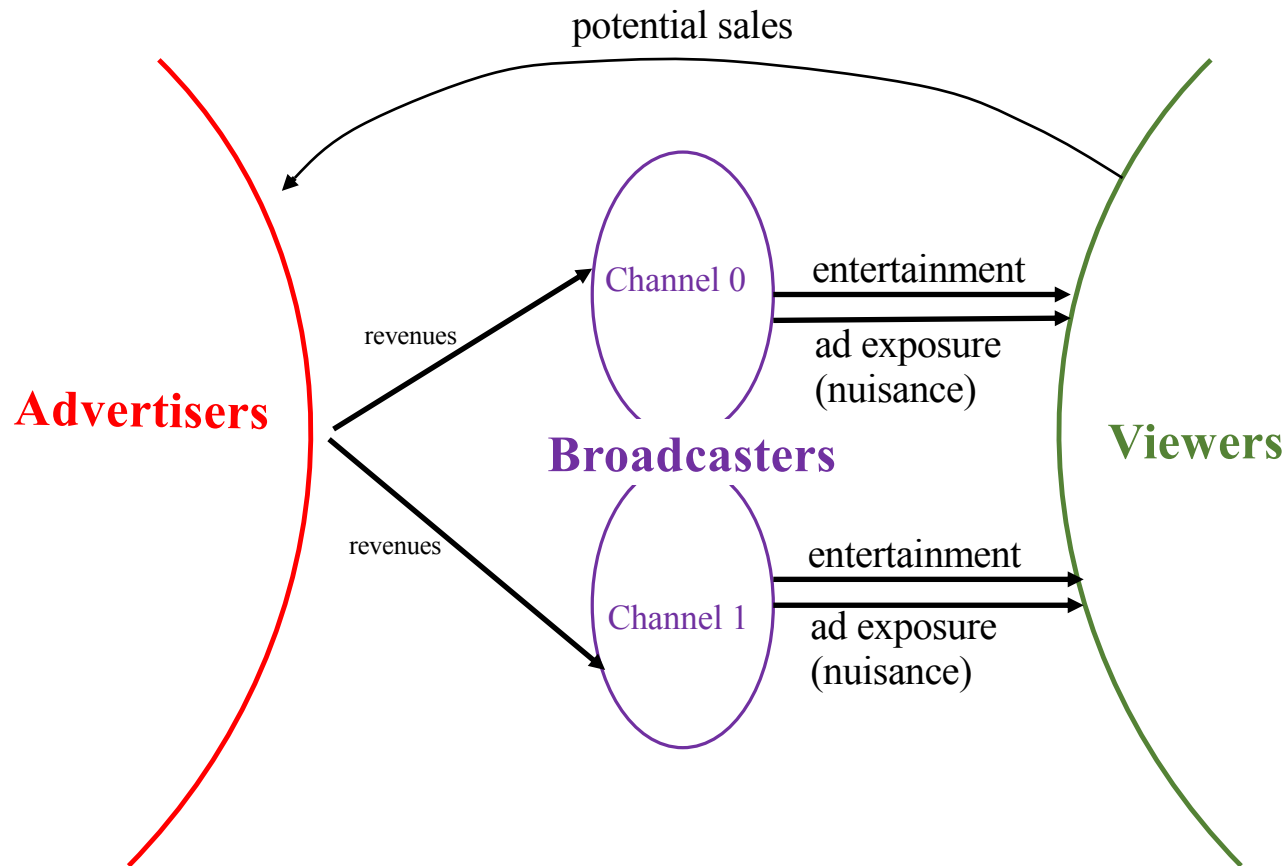 potential sales
Channel 0
entertainment
revenues
ad exposure
(nuisance)
Advertisers
Broadcasters
Viewers
revenues
entertainment
Channel 1
ad exposure
(nuisance)